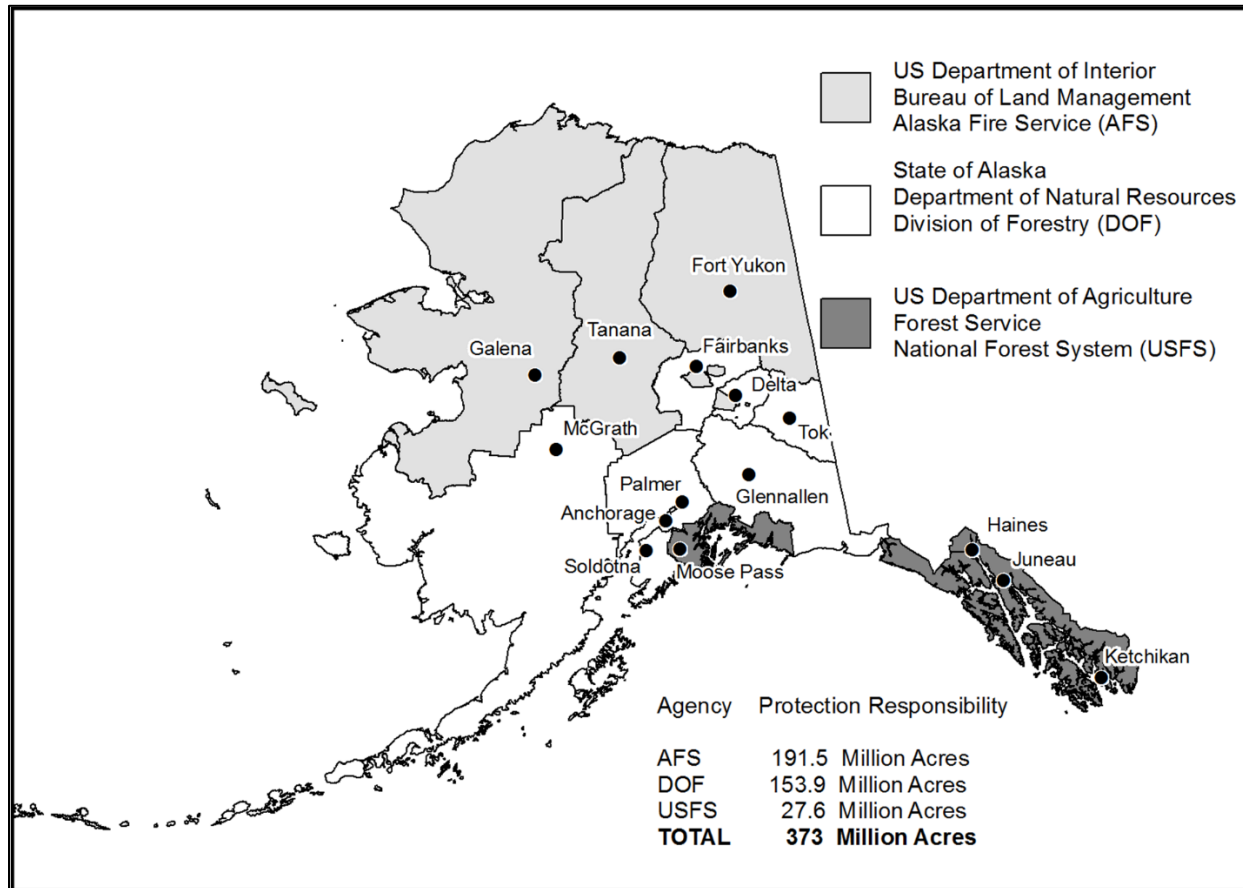 US Department of Interior
Bureau of Land Management
Alaska Fire Service (AFS)
State of Alaska
Department of Natural Resources
Division of Forestry (DOF)
US Department of Agriculture
Forest Service
National Forest System (USFS)
Fort Yukon
Tanana
Galena
Fairbanks
Delta
McGrath
Tok
Palmer
Glennallen
Anchorage
Soldotna
Moose Pass
Haines
Juneau
Ketchikan
Agency Protection Responsibility
AFS 191.5 Million Acres
DOF 153.9 Million Acres
USFS 27.6 Million Acres
TOTAL 373 Million Acres